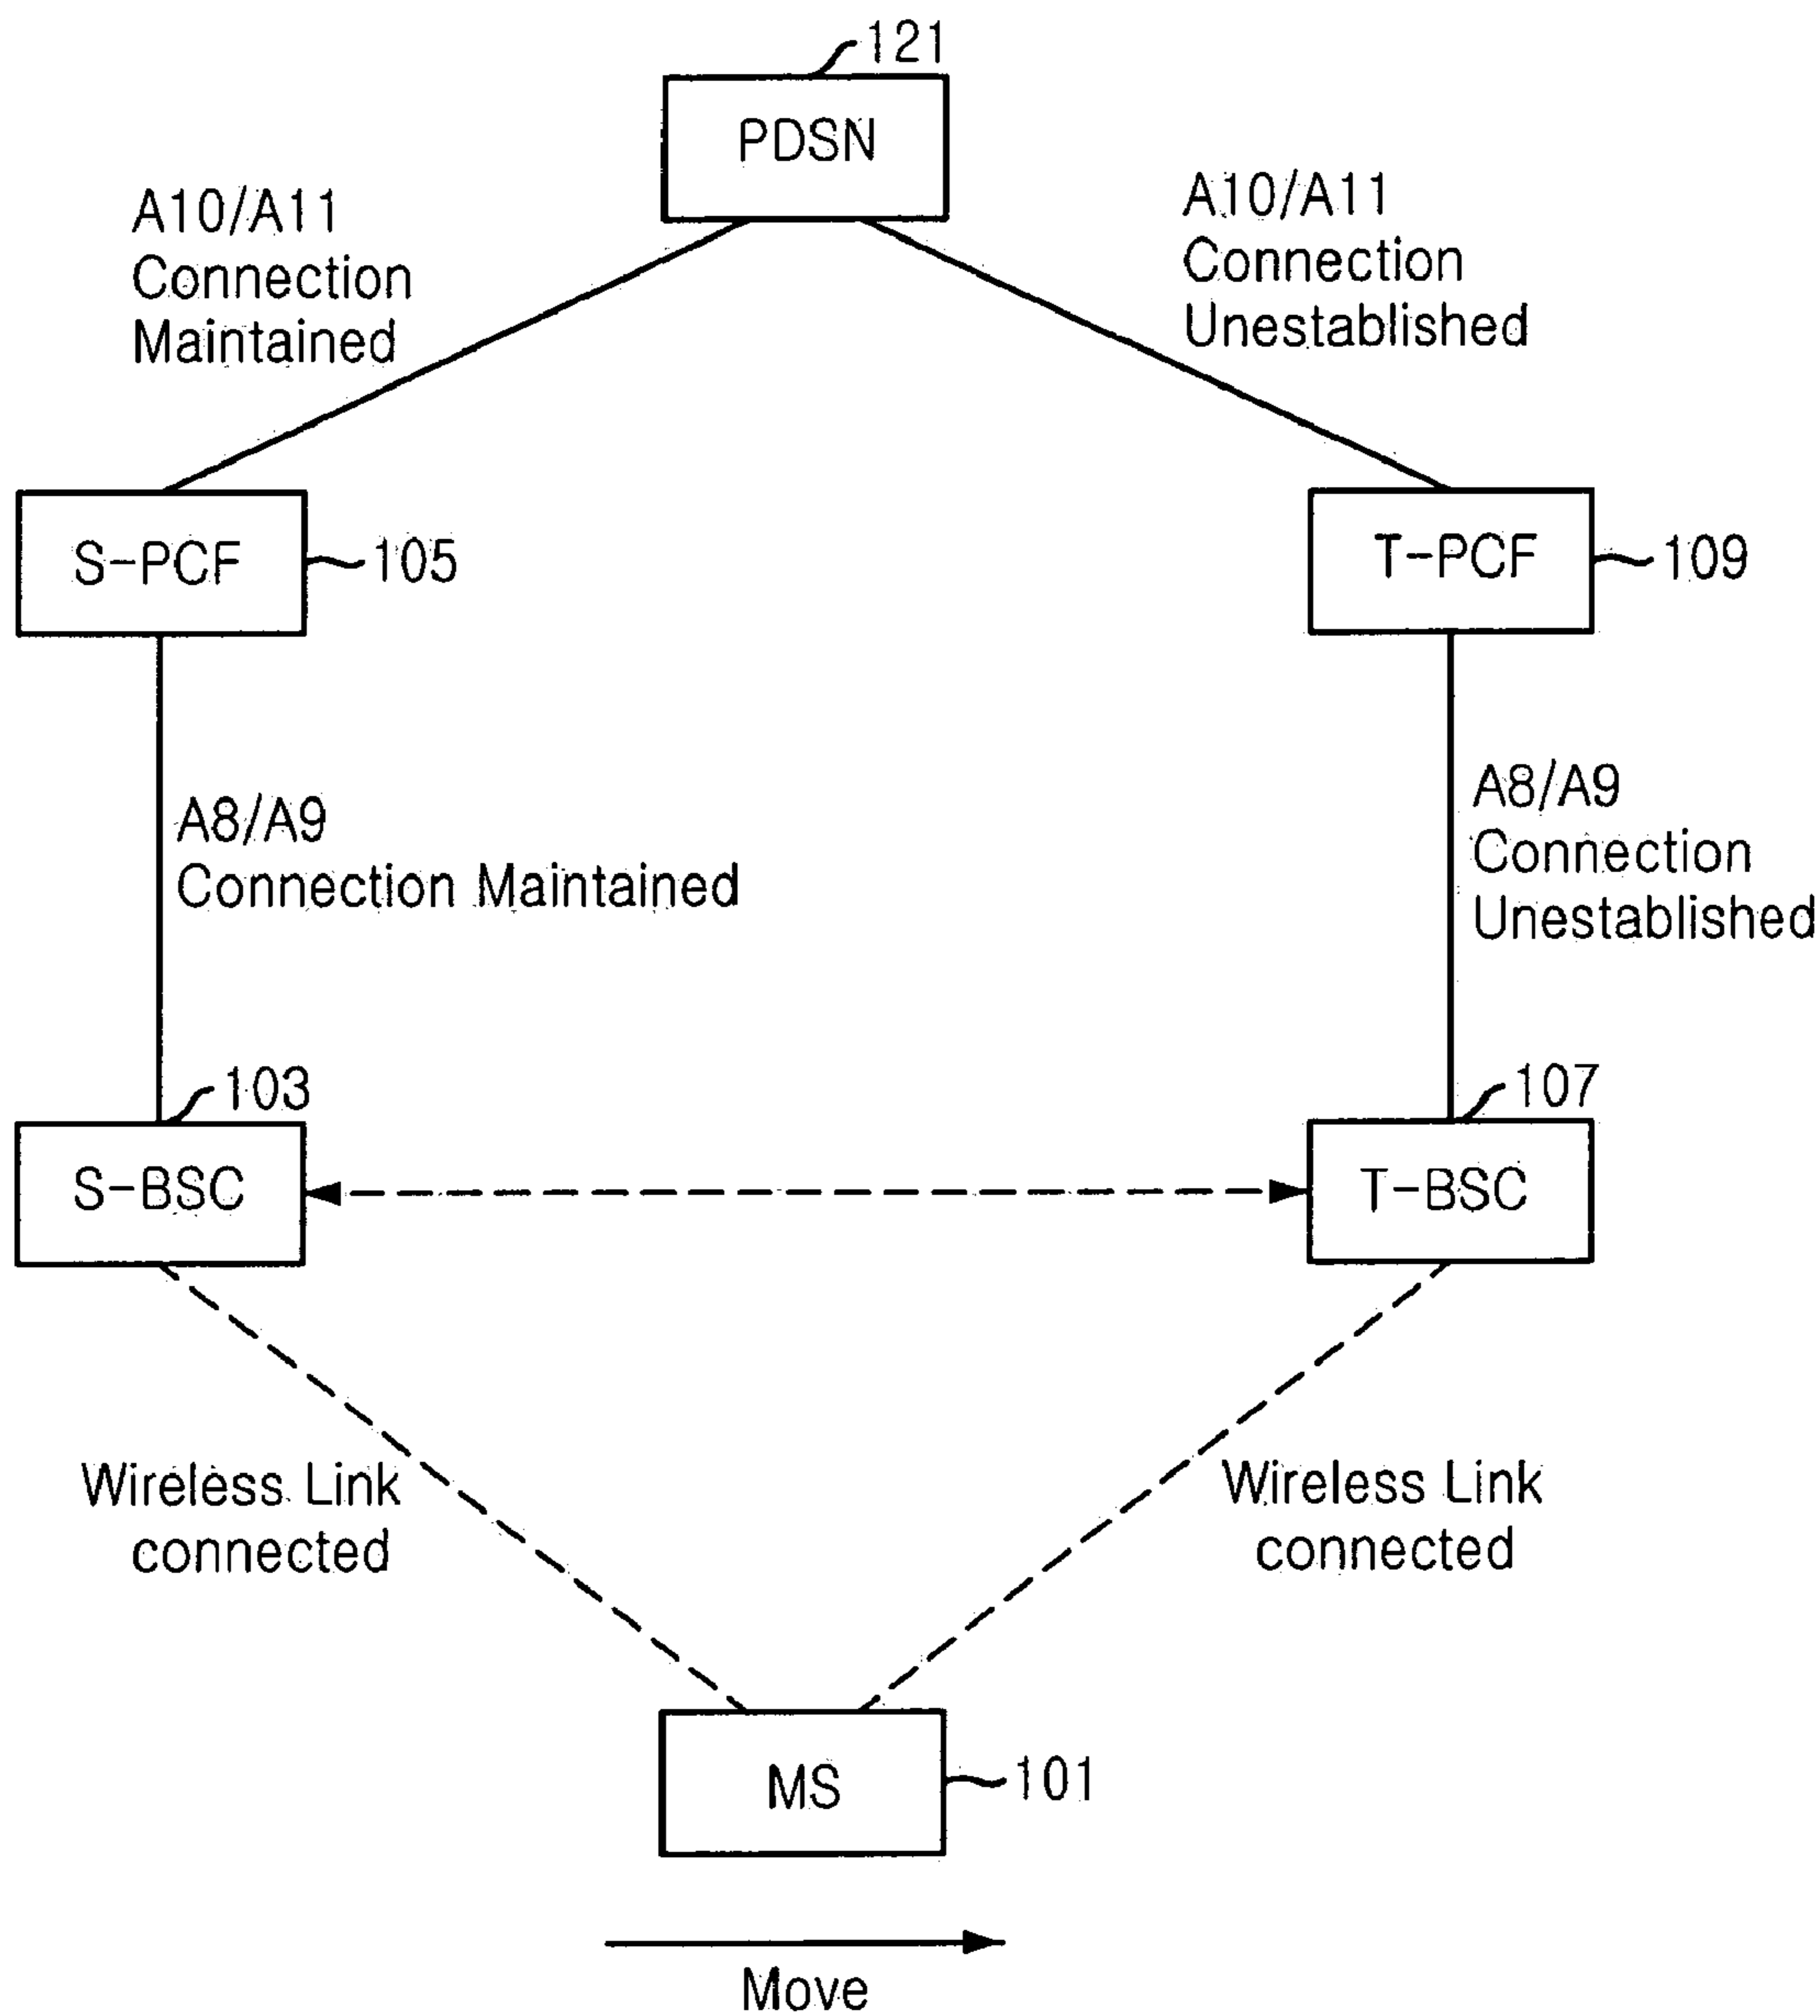 121
PDSN
A10/A11
Connection
Maintained
A10/A11
Connection
Unestablished
S-PCF
105
T-PCF
109
A8/A9
Connection Maintained
A8/A9
Connection
Unestablished
103
107
S-BSC
T-BSC
Wireless Link
connected
Wireless Link
connected
MS
101
Move